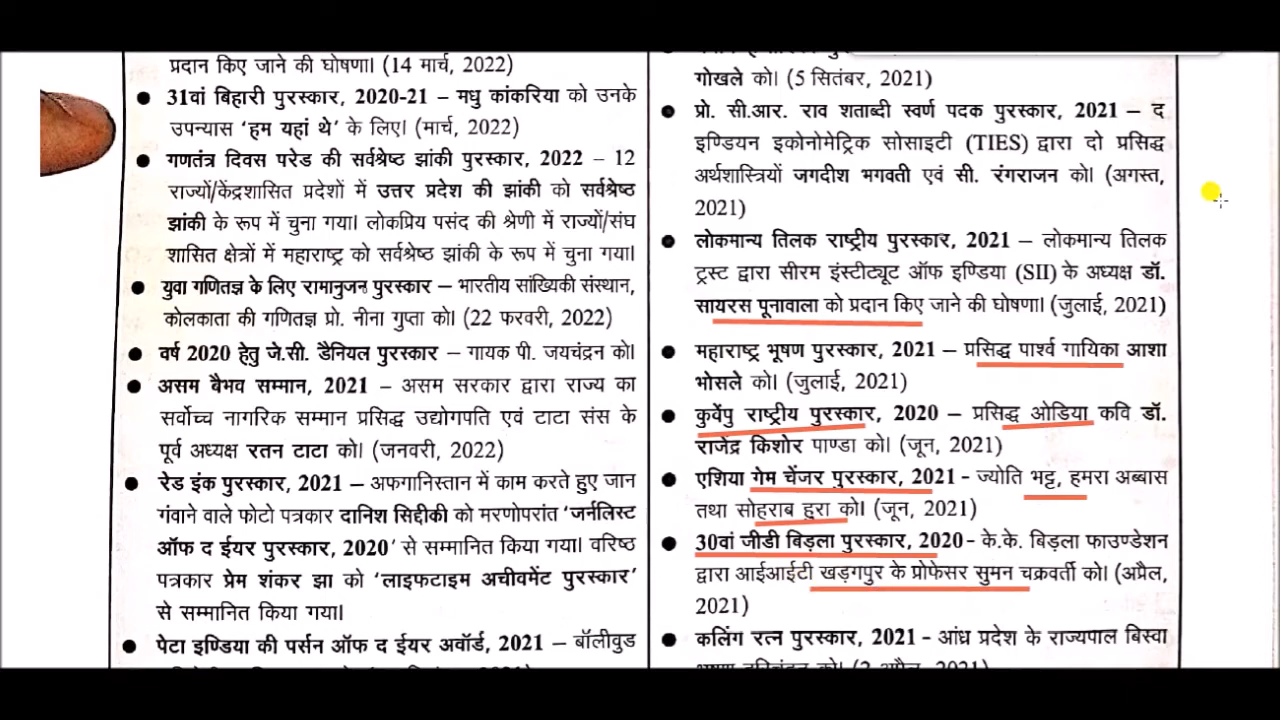 प्रदान किए जाने की घोषणा। (14 मार्च, 2022)
● 31वां बिहारी पुरस्कार, 2020-21 – मधु कांकरिया को उनके
उपन्यास 'हम यहां थे' के लिए। (मार्च, 2022)
● गणतंत्र दिवस परेड की सर्वश्रेष्ठ झांकी पुरस्कार, 2022 – 12
राज्यों/केंद्रशासित प्रदेशों में उत्तर प्रदेश की झांकी को सर्वश्रेष्ठ
झांकी के रूप में चुना गया। लोकप्रिय पसंद की श्रेणी में राज्यों/संघ
शासित क्षेत्रों में महाराष्ट्र को सर्वश्रेष्ठ झांकी के रूप में चुना गया।
● युवा गणितज्ञ के लिए रामानुजन पुरस्कार – भारतीय सांख्यिकी संस्थान,
कोलकाता की गणितज्ञ प्रो. नीना गुप्ता को। (22 फरवरी, 2022)
● वर्ष 2020 हेतु जे.सी. डैनियल पुरस्कार – गायक पी. जयचंद्रन को।
● असम बैभव सम्मान, 2021 – असम सरकार द्वारा राज्य का
सर्वोच्च नागरिक सम्मान प्रसिद्ध उद्योगपति एवं टाटा संस के
पूर्व अध्यक्ष रतन टाटा को। (जनवरी, 2022)
● रेड इंक पुरस्कार, 2021 – अफगानिस्तान में काम करते हुए जान
गंवाने वाले फोटो पत्रकार दानिश सिद्दीकी को मरणोपरांत 'जर्नलिस्ट
ऑफ द ईयर पुरस्कार, 2020' से सम्मानित किया गया। वरिष्ठ
पत्रकार प्रेम शंकर झा को 'लाइफटाइम अचीवमेंट पुरस्कार'
से सम्मानित किया गया।
● पेटा इण्डिया की पर्सन ऑफ द ईयर अवॉर्ड, 2021 – बॉलीवुड
गोखले को। (5 सितंबर, 2021)
● प्रो. सी.आर. राव शताब्दी स्वर्ण पदक पुरस्कार, 2021 – द
इण्डियन इकोनोमेट्रिक सोसाइटी (TIES) द्वारा दो प्रसिद्ध
अर्थशास्त्रियों जगदीश भगवती एवं सी. रंगराजन को। (अगस्त,
2021)
● लोकमान्य तिलक राष्ट्रीय पुरस्कार, 2021 – लोकमान्य तिलक
ट्रस्ट द्वारा सीरम इंस्टीट्यूट ऑफ इण्डिया (SII) के अध्यक्ष डॉ.
सायरस पूनावाला को प्रदान किए जाने की घोषणा। (जुलाई, 2021)
● महाराष्ट्र भूषण पुरस्कार, 2021 – प्रसिद्ध पार्श्व गायिका आशा
भोसले को। (जुलाई, 2021)
● कुवेंपु राष्ट्रीय पुरस्कार, 2020 – प्रसिद्ध ओडिया कवि डॉ.
राजेंद्र किशोर पाण्डा को। (जून, 2021)
● एशिया गेम चेंजर पुरस्कार, 2021 - ज्योति भट्ट, हमरा अब्बास
तथा सोहराब हुरा को। (जून, 2021)
● 30वां जीडी बिड़ला पुरस्कार, 2020- के.के. बिड़ला फाउण्डेशन
द्वारा आईआईटी खड़गपुर के प्रोफेसर सुमन चक्रवर्ती को। (अप्रैल,
2021)
● कलिंग रत्न पुरस्कार, 2021 - आंध्र प्रदेश के राज्यपाल बिस्वा